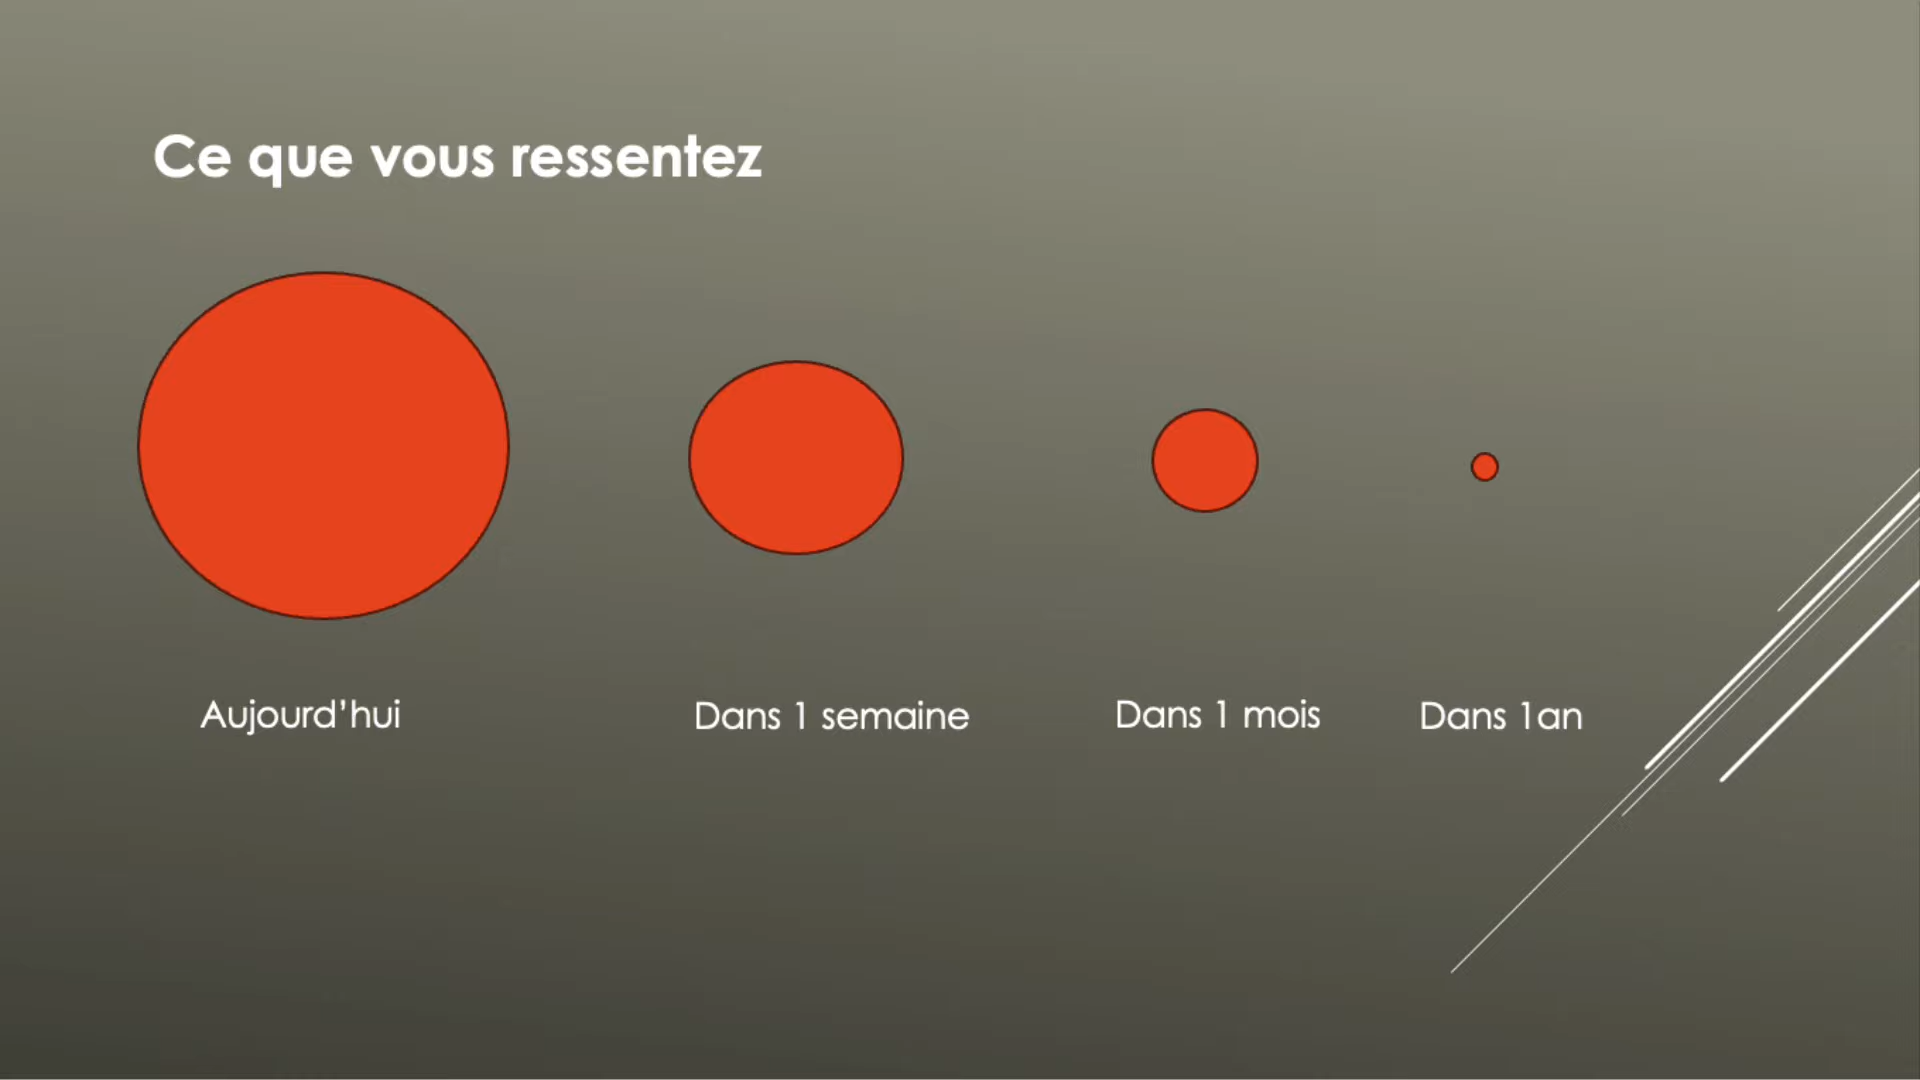 Ce que vous ressentez
Aujourd’hui
Dans 1 semaine
Dans 1 mois
Dans 1an